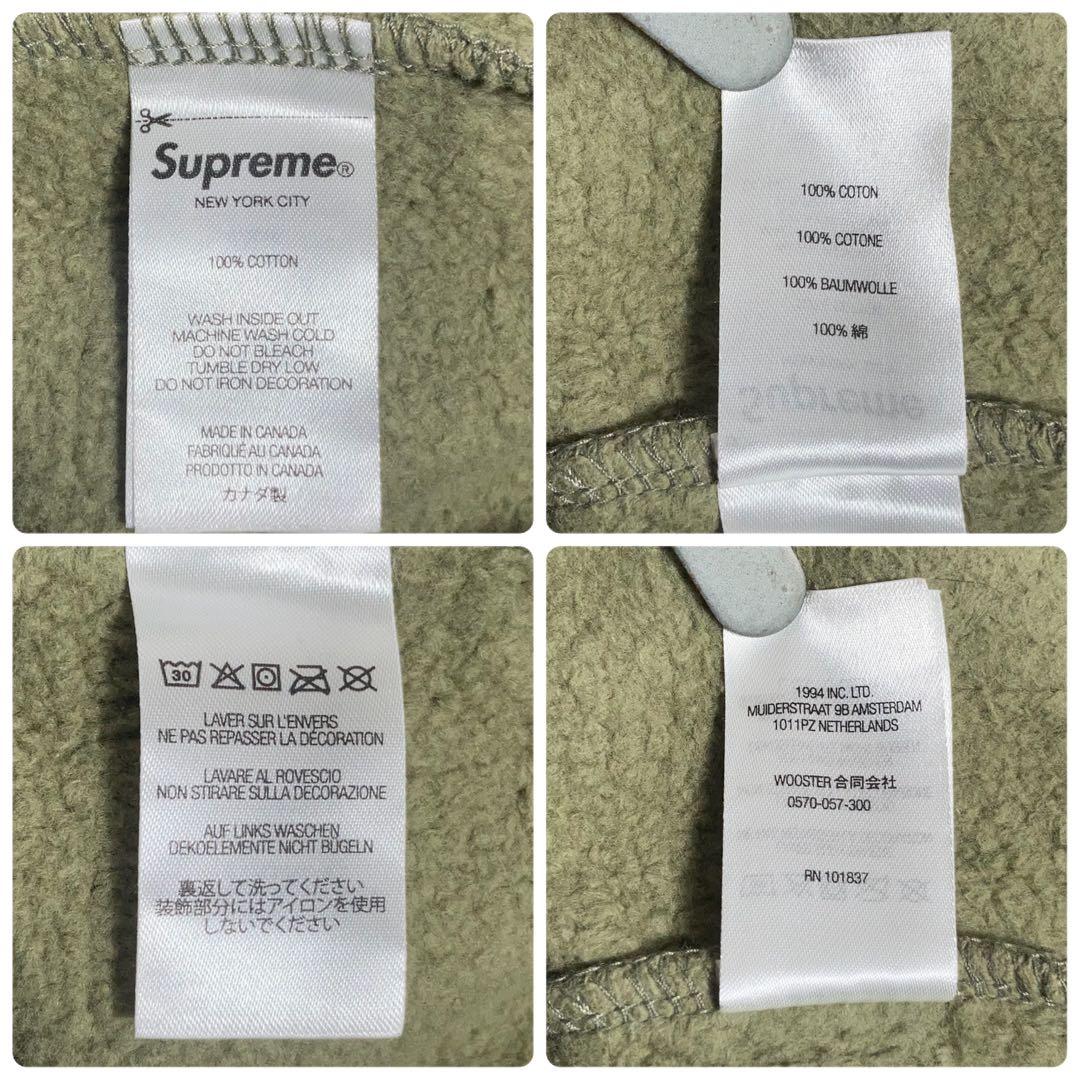 Supreme®
NEW YORK CITY
100% COTTON
WASH INSIDE OUT
MACHINE WASH COLD
DO NOT BLEACH
TUMBLE DRY LOW
DO NOT IRON DECORATION
MADE IN CANADA
FABRIQUÉ AU CANADA
PRODOTTO IN CANADA
カナダ製
100% COTON
100% COTONE
100% BAUMWOLLE
100% 綿
Supreme
30
LAVER SUR L'ENVERS
NE PAS REPASSER LA DÉCORATION
LAVARE AL ROVESCIO
NON STIRARE SULLA DECORAZIONE
AUF LINKS WASCHEN
DEKOELEMENTE NICHT BÜGELN
裏返して洗ってください
装飾部分にはアイロンを使用
しないでください
1994 INC. LTD.
MUIDERSTRAAT 9B AMSTERDAM
1011PZ NETHERLANDS
WOOSTER 合同会社
0570-057-300
RN 101837